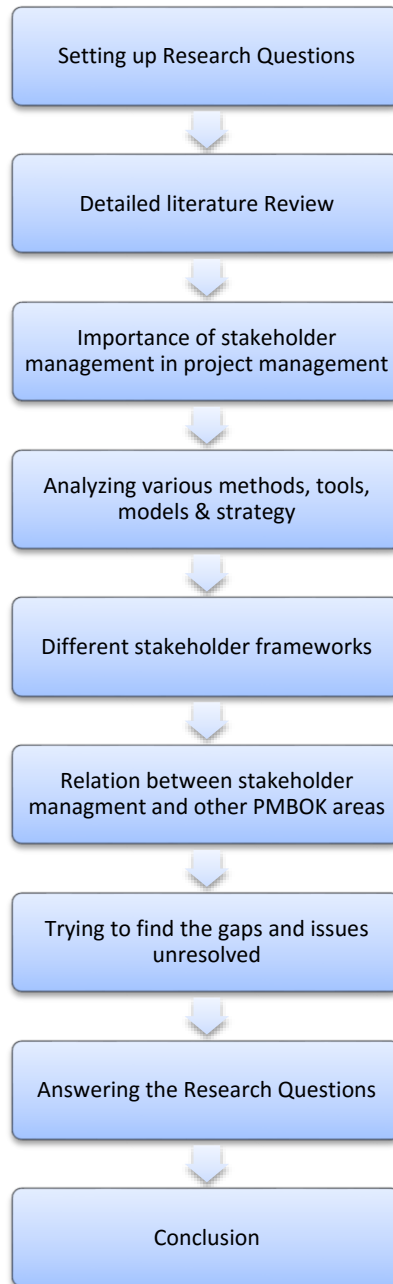 Setting up Research Questions
Detailed literature Review
Importance of stakeholder
management in project management
Analyzing various methods, tools,
models & strategy
Different stakeholder frameworks
Relation between stakeholder
managment and other PMBOK areas
Trying to find the gaps and issues
unresolved
Answering the Research Questions
Conclusion